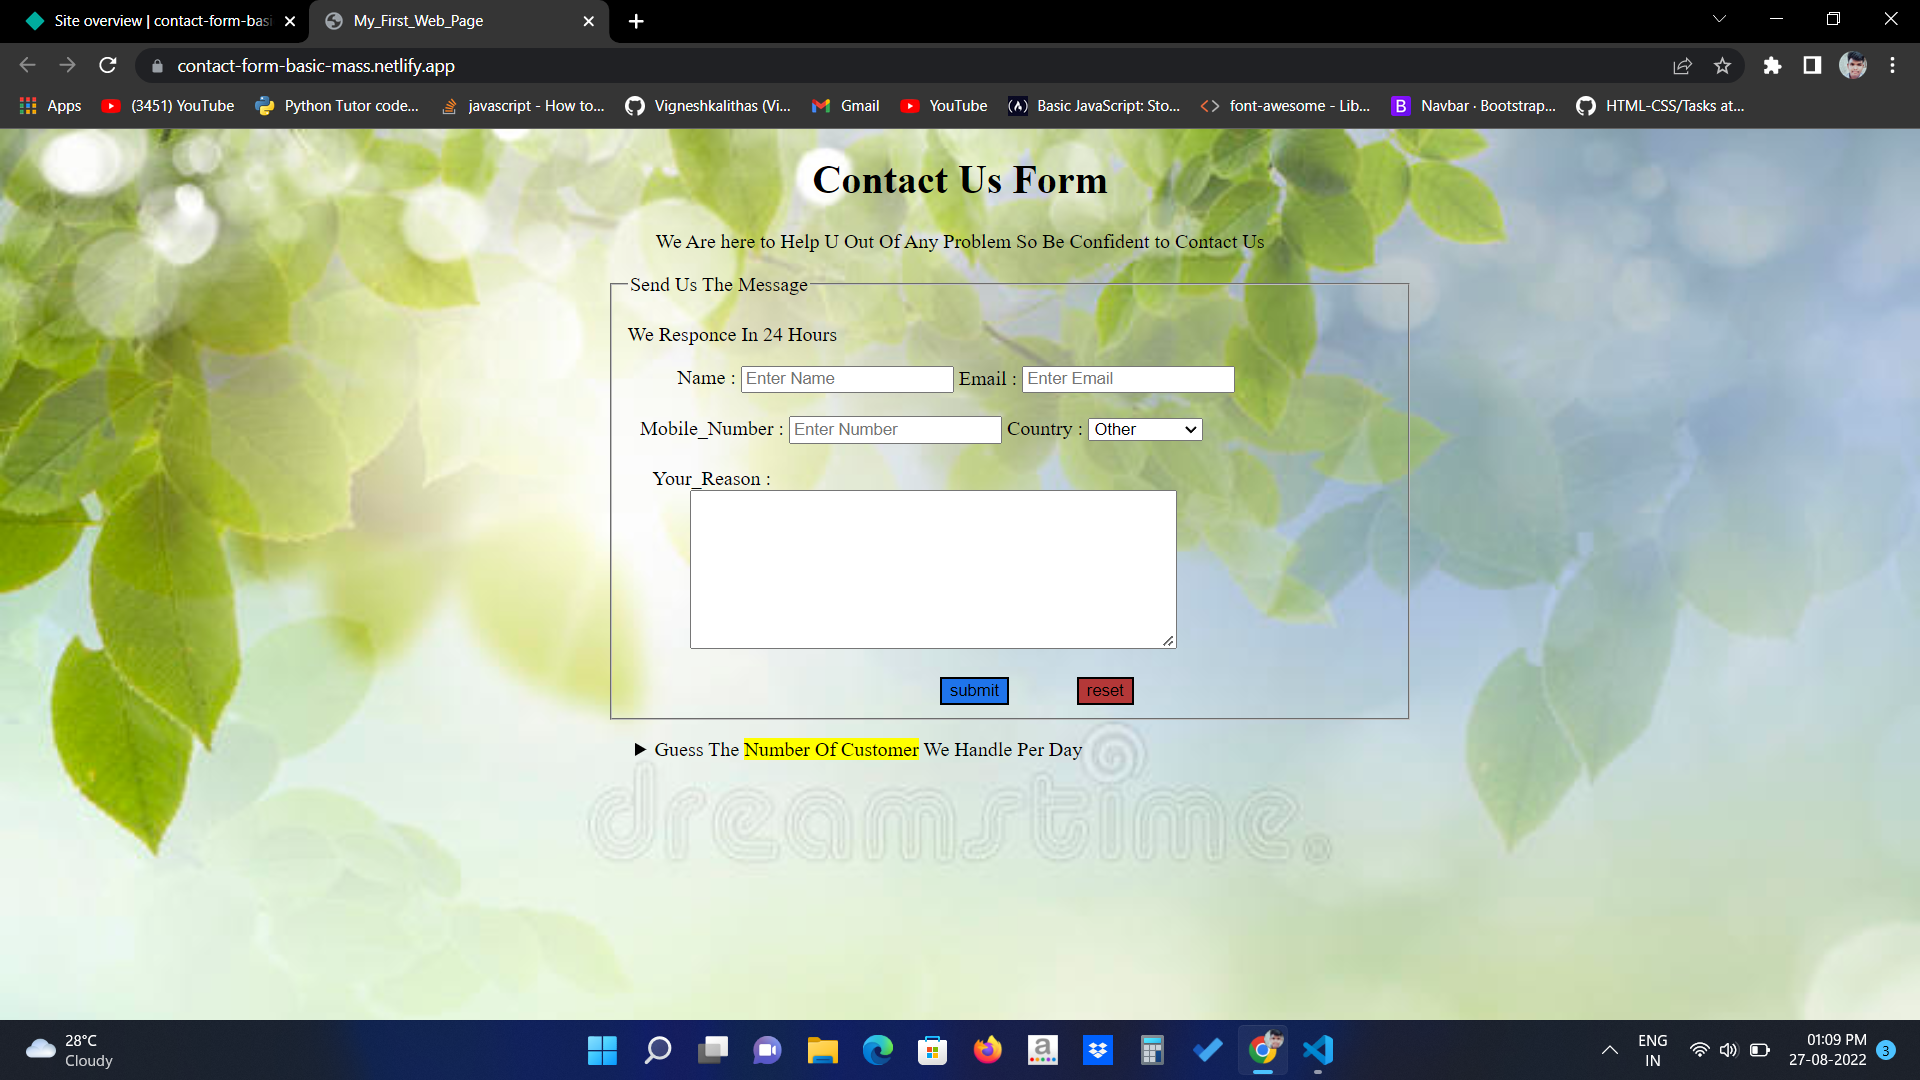 Site overview | contact-form-basi
My_First_Web_Page
contact-form-basic-mass.netlify.app
Apps (3451) YouTube Python Tutor code... javascript - How to... Vigneshkalithas (Vi... Gmail YouTube Basic JavaScript: Sto... font-awesome - Lib... Navbar · Bootstrap... HTML-CSS/Tasks at...
Contact Us Form
We Are here to Help U Out Of Any Problem So Be Confident to Contact Us
Send Us The Message
We Responce In 24 Hours
Name : Enter Name Email : Enter Email
Mobile_Number : Enter Number Country : Other
Your_Reason :
submit reset
▶ Guess The Number Of Customer We Handle Per Day
dreamstime
28°C
Cloudy
ENG
IN
01:09 PM
27-08-2022
3